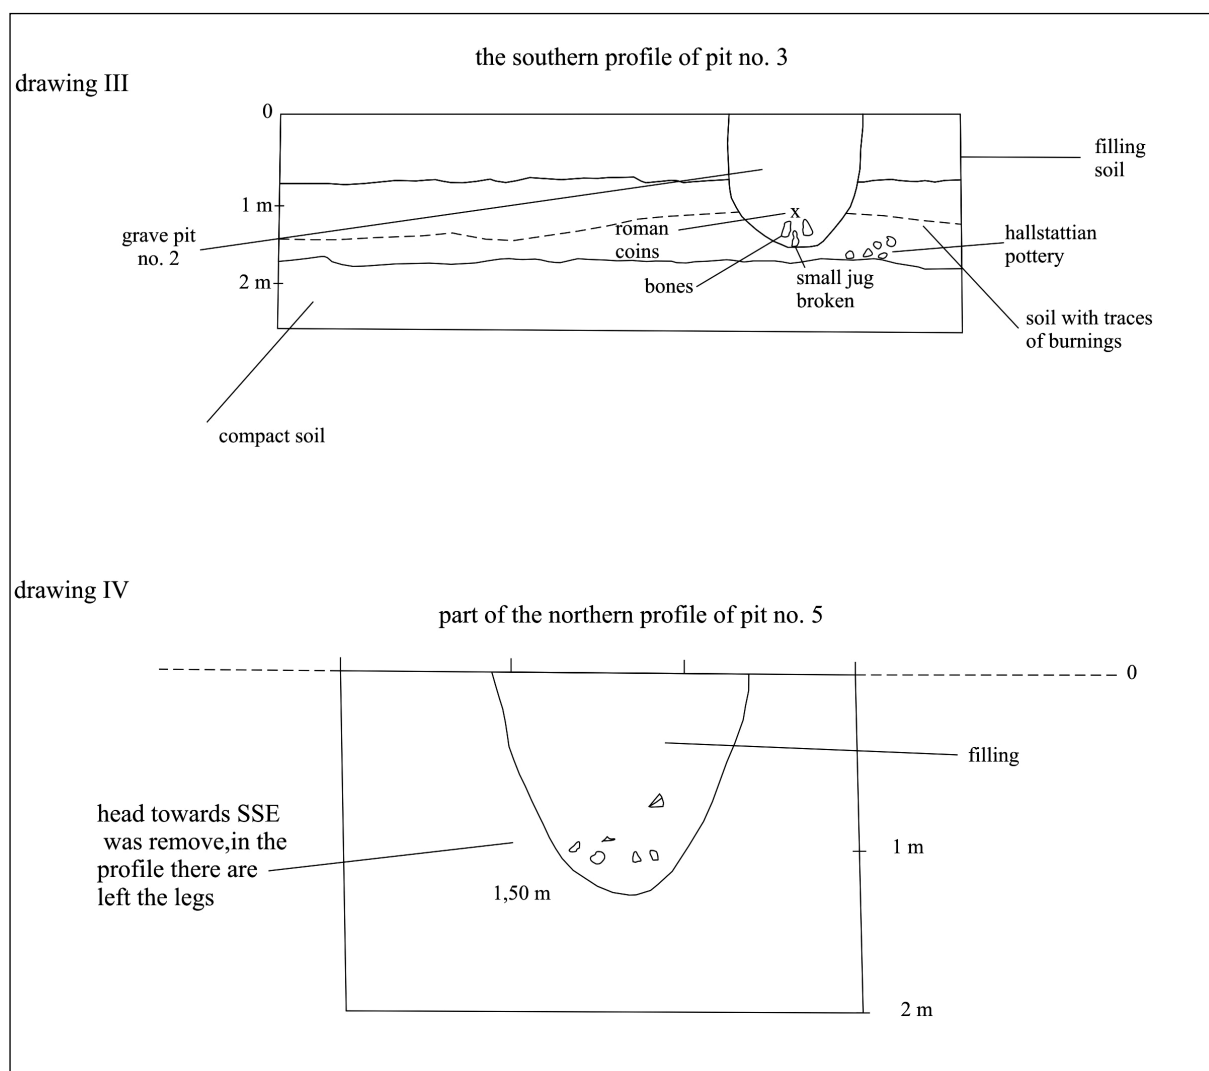 the southern profile of pit no. 3
drawing III
0
filling
soil
1 m
grave pit
no. 2
x
roman
coins
hallstattian
pottery
2 m
bones
small jug
broken
soil with traces
of burnings
compact soil
drawing IV
part of the northern profile of pit no. 5
0
filling
head towards SSE
was remove,in the
profile there are
left the legs
1 m
1,50 m
2 m